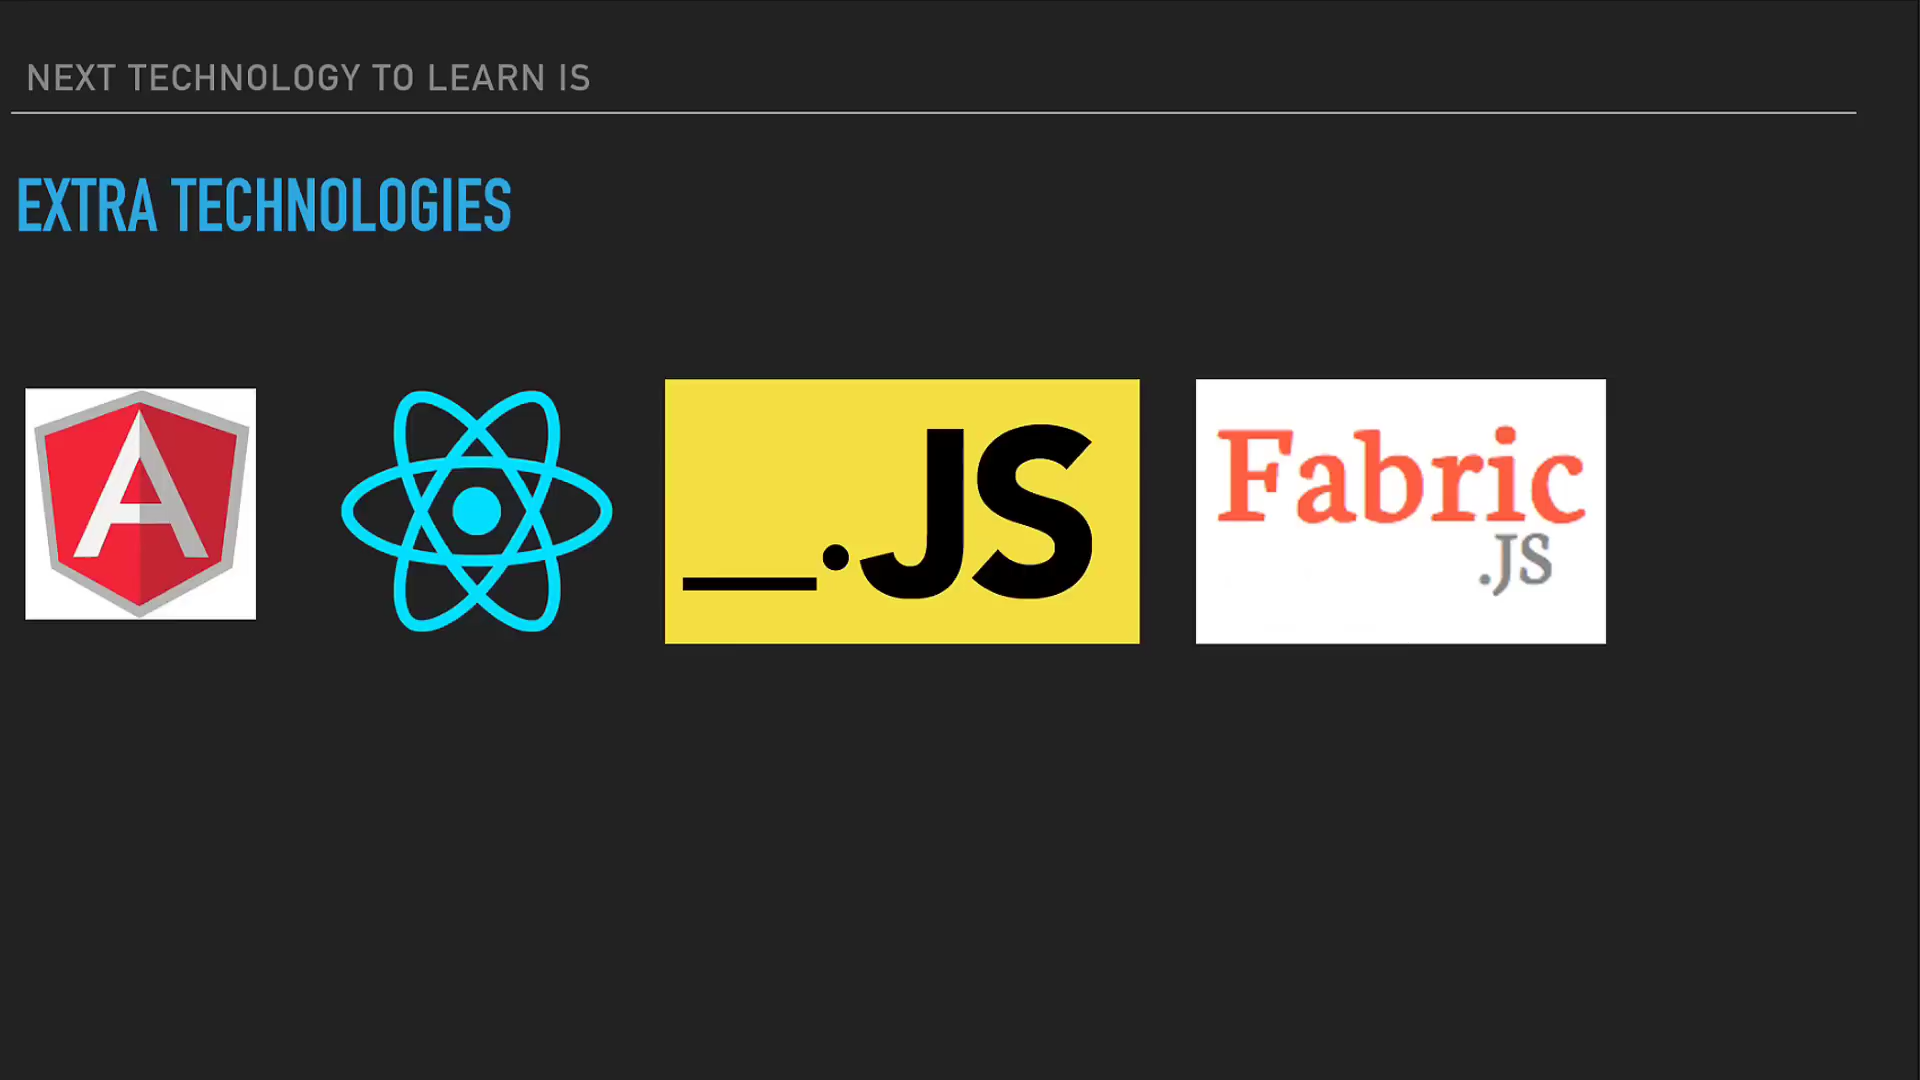 NEXT TECHNOLOGY TO LEARN IS
EXTRA TECHNOLOGIES
A
_.JS
Fabric
.JS